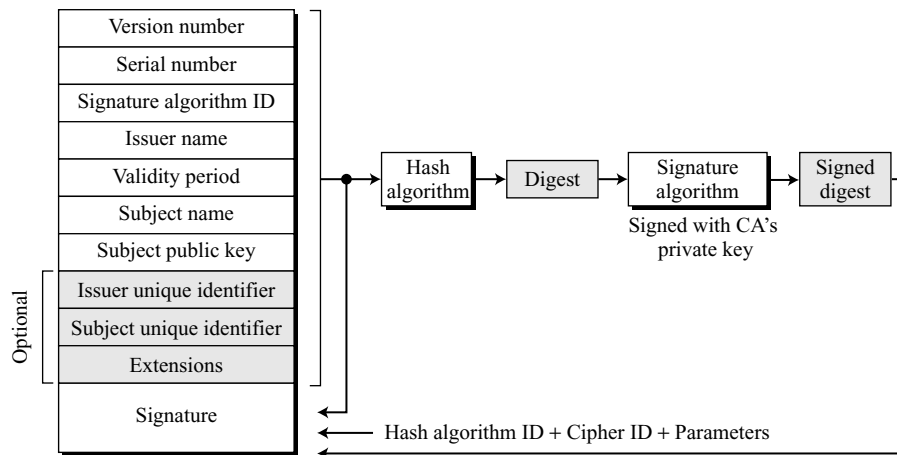 Version number
Serial number
Signature algorithm ID
Issuer name
Validity period
Subject name
Subject public key
Optional
Issuer unique identifier
Subject unique identifier
Extensions
Signature
Hash
algorithm
Digest
Signature
algorithm
Signed with CA's
private key
Signed
digest
Hash algorithm ID + Cipher ID + Parameters